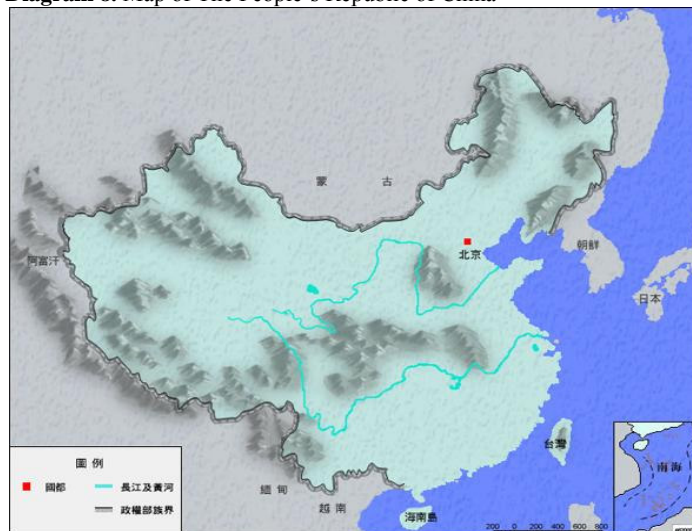 Diagram 8. Map of The People's Republic of China
蒙 古
北京
朝鮮
阿富汗
日本
台灣
南海
緬甸
越南
海南島
圖 例
國都
長江及黃河
政權部族界
200 0 200 400 600 800